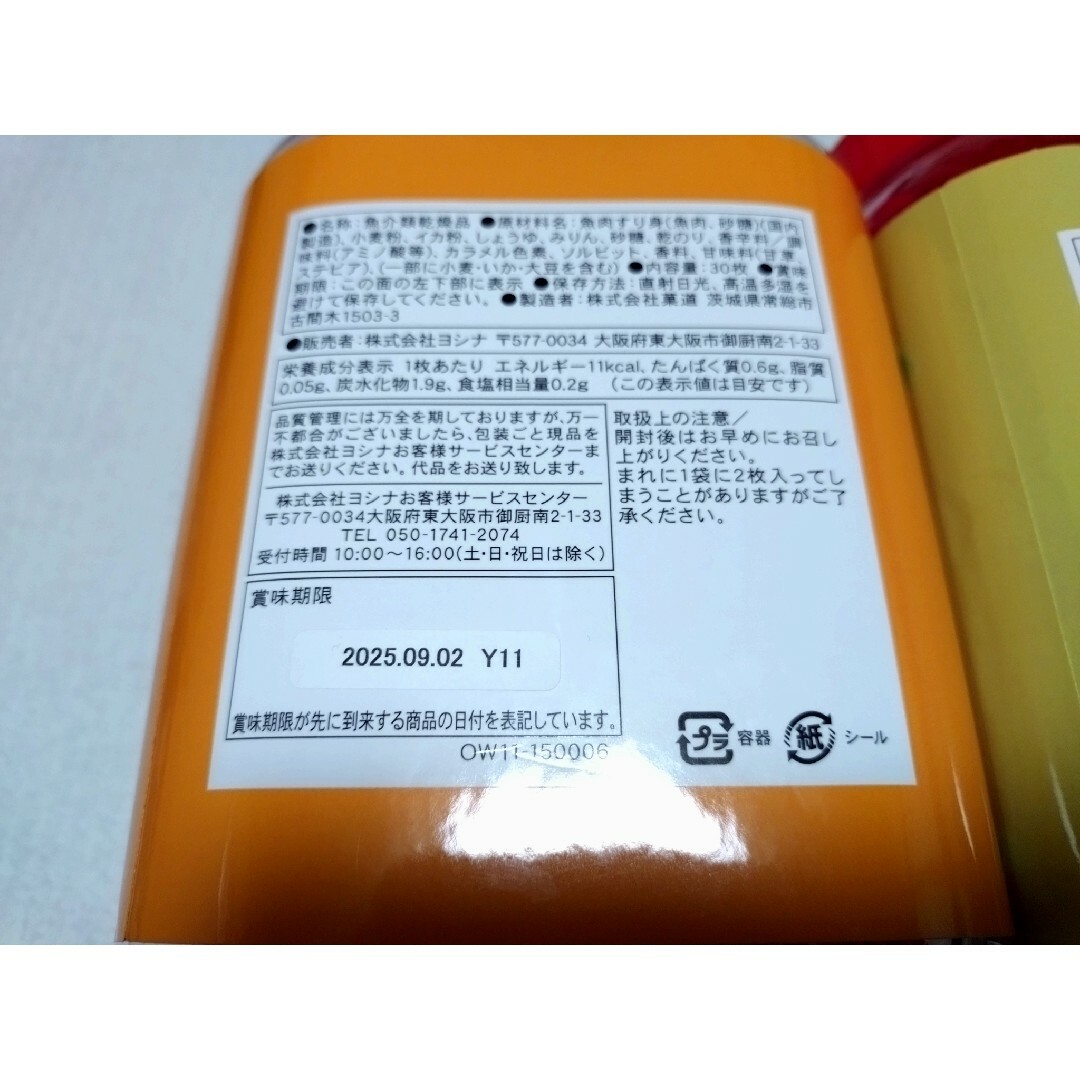 ●名称:魚介類乾燥品 ●原材料名:魚肉すり身(魚肉、砂糖)(国内
製造)、小麦粉、イカ粉、しょうゆ、みりん、砂糖、乾のり、香辛料/調
味料(アミノ酸等)、カラメル色素、ソルビット、香料、甘味料(甘草、
ステビア)、(一部に小麦・いか・大豆を含む) ●内容量:30枚 ●賞味
期限:この面の左下部に表示 ●保存方法:直射日光、高温多湿を
避けて保存してください。 ●製造者:株式会社菓道 茨城県常総市
古間木1503-3
●販売者:株式会社ヨシナ 〒577-0034 大阪府東大阪市御厨南2-1-33
栄養成分表示 1枚あたり エネルギー11kcal、たんぱく質0.6g、脂質
0.05g、炭水化物1.9g、食塩相当量0.2g (この表示値は目安です)
品質管理には万全を期しておりますが、万一
不都合がございましたら、包装ごと現品を
株式会社ヨシナお客様サービスセンターま
でお送りください。代品をお送り致します。
株式会社ヨシナお客様サービスセンター
〒577-0034大阪府東大阪市御厨南2-1-33
TEL 050-1741-2074
受付時間 10:00~16:00(土・日・祝日は除く)
取扱上の注意/
開封後はお早めにお召し
上がりください。
まれに1袋に2枚入ってし
まうことがありますがご了
承ください。
賞味期限
2025.09.02 Y11
賞味期限が先に到来する商品の日付を表記しています。
OW11-150006
プラ 容器 紙 シール